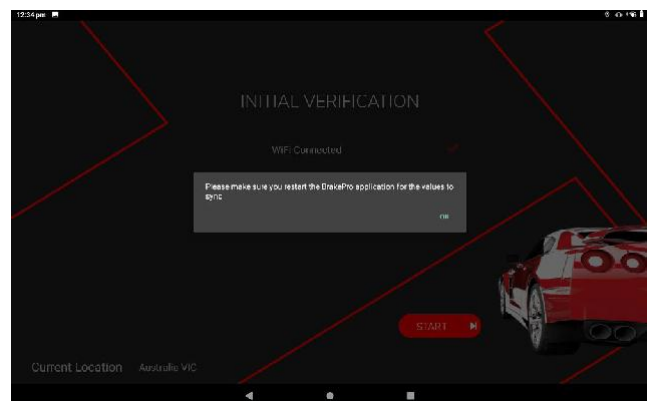 12:34 pm
INITIAL VERIFICATION
WiFi Connected
Please make sure you restart the BrakePro application for the values to
sync
OK
START
Current Location Australia VIC